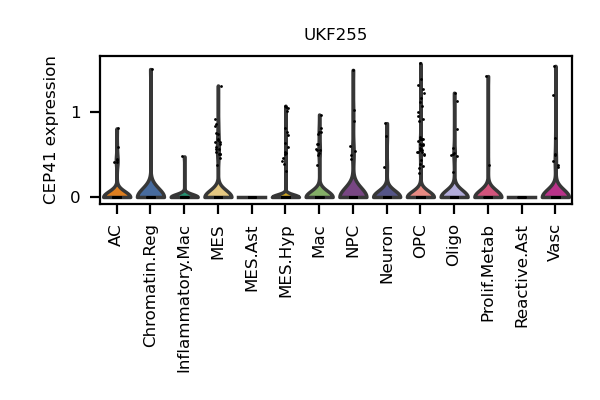 UKF255
CEP41 expression
1
0
AC
Chromatin.Reg
Inflammatory.Mac
MES
MES.Ast
MES.Hyp
Mac
NPC
Neuron
OPC
Oligo
Prolif.Metab
Reactive.Ast
Vasc